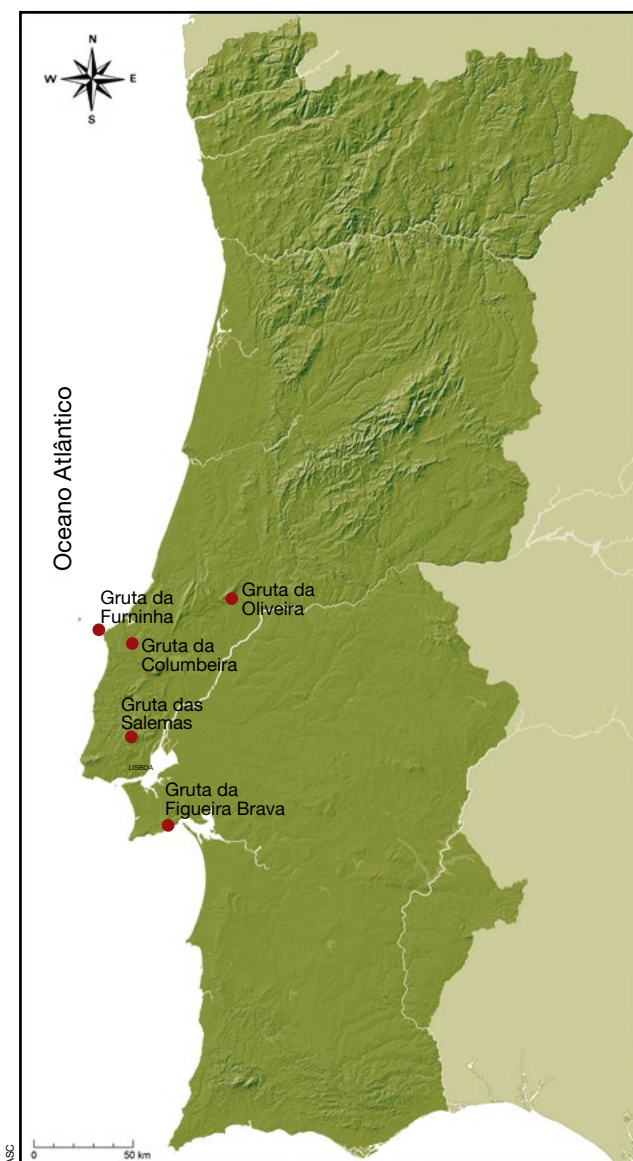 N
W E
S
Oceano Atlântico
Gruta da
Oliveira
Gruta da
Furninha
Gruta da
Columbeira
Gruta das
Salemas
LISBOA
Gruta da
Figueira Brava
0 50 km
ASC